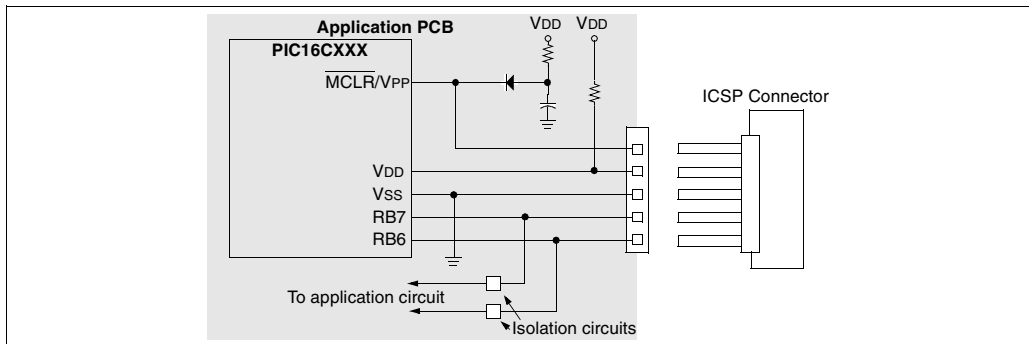 Application PCB
PIC16CXXX
VDD VDD
MCLR/VPP
ICSP Connector
VDD
VSS
RB7
RB6
To application circuit
Isolation circuits